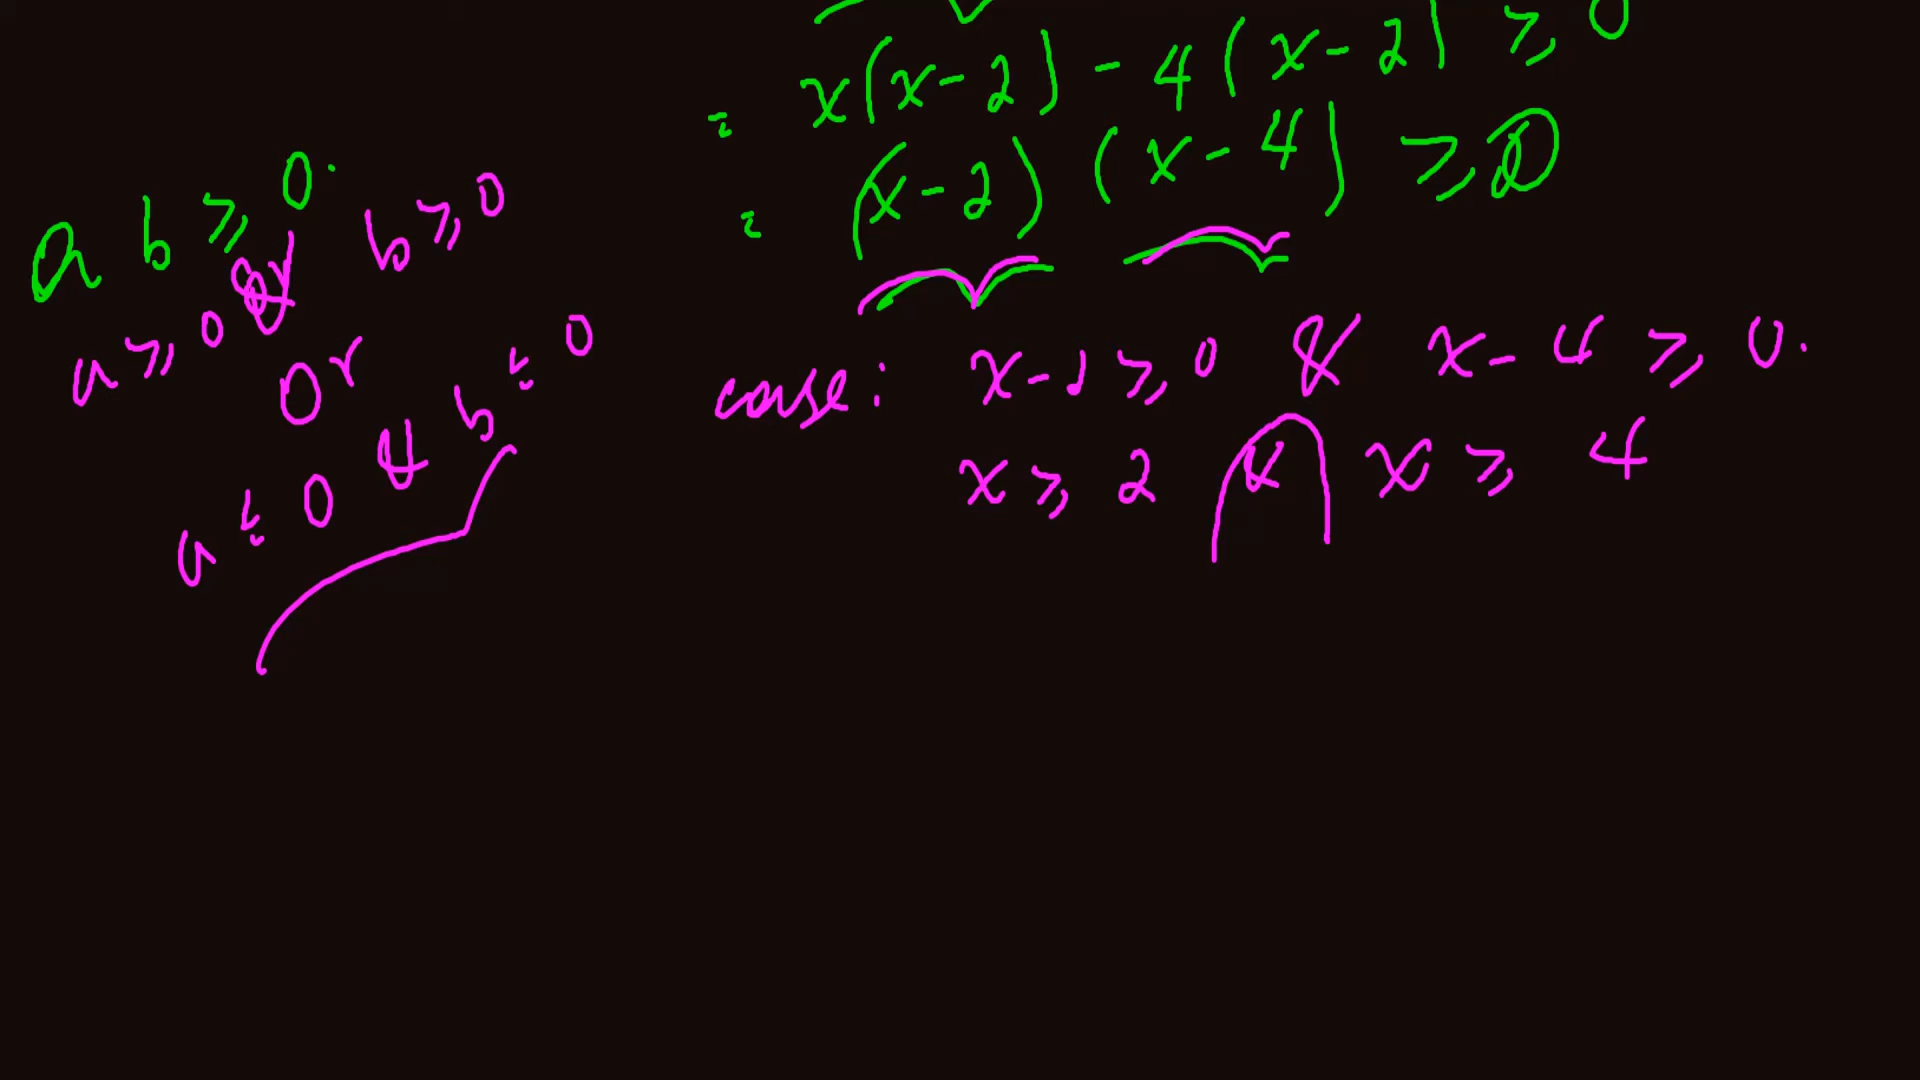 x(x-2) - 4(x-2) ≥ 0
= (x-2)(x-4) ≥ 0
ab ≥ 0.
a ≥ 0 & b ≥ 0
or
a ≤ 0 & b ≤ 0
case: x-2 ≥ 0 & x-4 ≥ 0.
x ≥ 2 & x ≥ 4